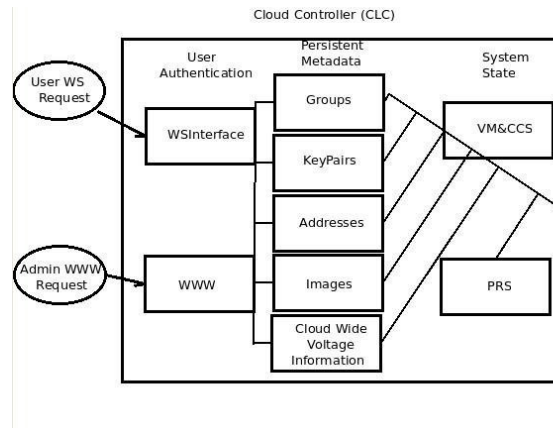 Cloud Controller (CLC)
User
Authentication
Persistent
Metadata
System
State
User WS
Request
WSInterface
Groups
VM&CCS
KeyPairs
Addresses
Admin WWW
Request
WWW
Images
PRS
Cloud Wide
Voltage
Information